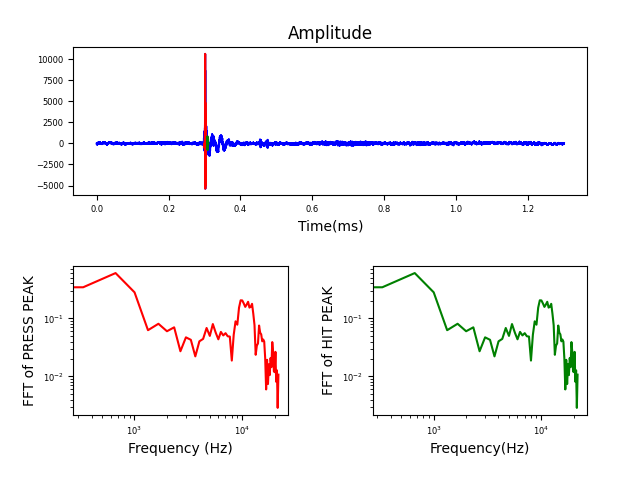 Amplitude
10000
7500
5000
2500
0
−2500
−5000
0.0 0.2 0.4 0.6 0.8 1.0 1.2
Time(ms)
FFT of PRESS PEAK
10⁻¹
10⁻²
10³ 10⁴
Frequency (Hz)
FFT of HIT PEAK
10⁻¹
10⁻²
10³ 10⁴
Frequency(Hz)